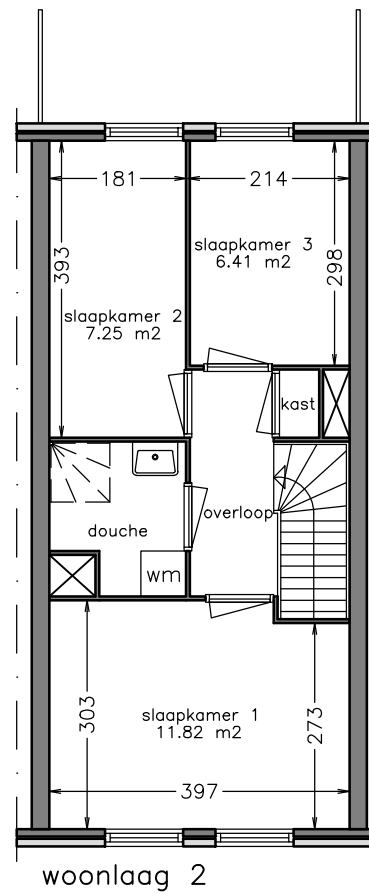 181
214
393
slaapkamer 3
6.41 m2
298
slaapkamer 2
7.25 m2
kast
overloop
douche
wm
303
slaapkamer 1
11.82 m2
273
397
woonlaag 2